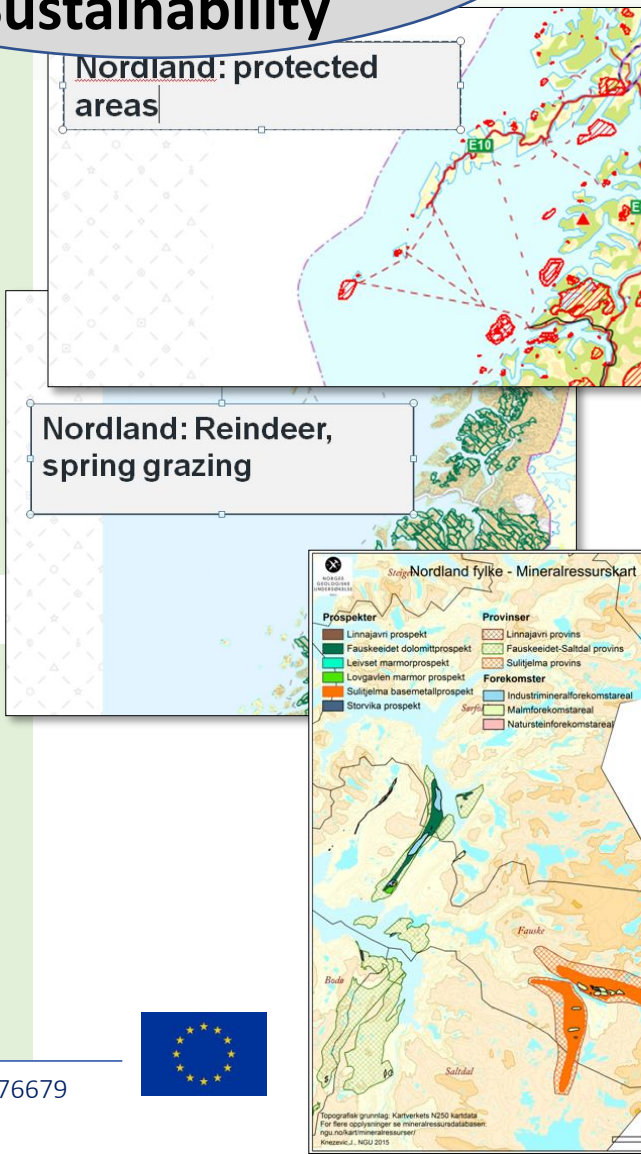 ustainability
Nordland: protected
areas
E10
E
Nordland: Reindeer,
spring grazing
NORGES
GEOLOGISKE
UNDERSØKELSE
Steige
Nordland fylke - Mineralressurskart
Prospekter
Linnajavri prospekt
Fauskeeidet dolomittprospekt
Leivset marmorprospekt
Lovgavlen marmor prospekt
Sulitjelma basemetallprospekt
Storvika prospekt
Provinser
Linnajavri provins
Fauskeeidet-Saltdal provins
Sulitjelma provins
Forekomster
Industrimineralforekomstareal
Malmforekomstareal
Natursteinforekomstareal
Sørfol
Fauske
Bodø
Saltdal
Topografisk grunnlag: Kartverkets N250 kartdata
For flere opplysninger se mineralressursdatabasen:
ngu.no/kart/mineralressurser/
Knezevic.J., NGU 2015
76679